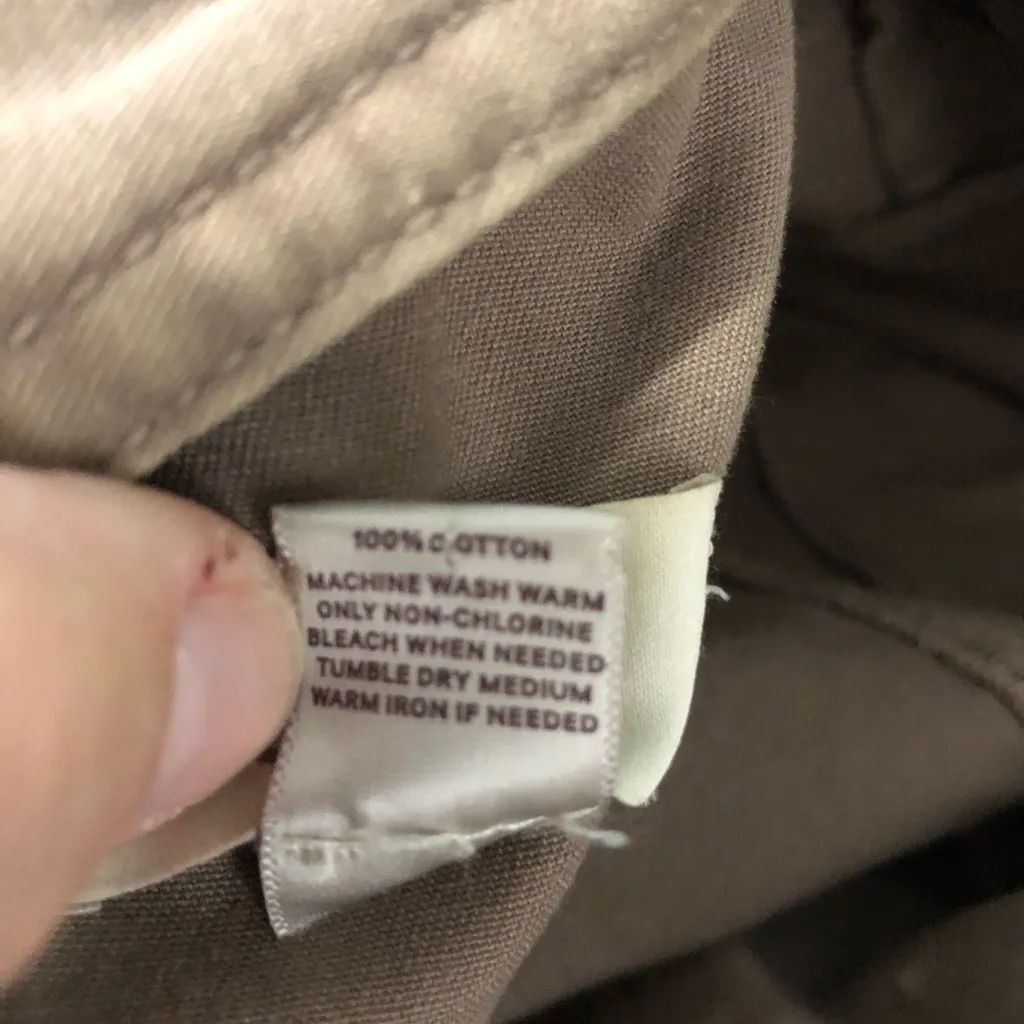 100% COTTON
MACHINE WASH WARM
ONLY NON-CHLORINE
BLEACH WHEN NEEDED
TUMBLE DRY MEDIUM
WARM IRON IF NEEDED